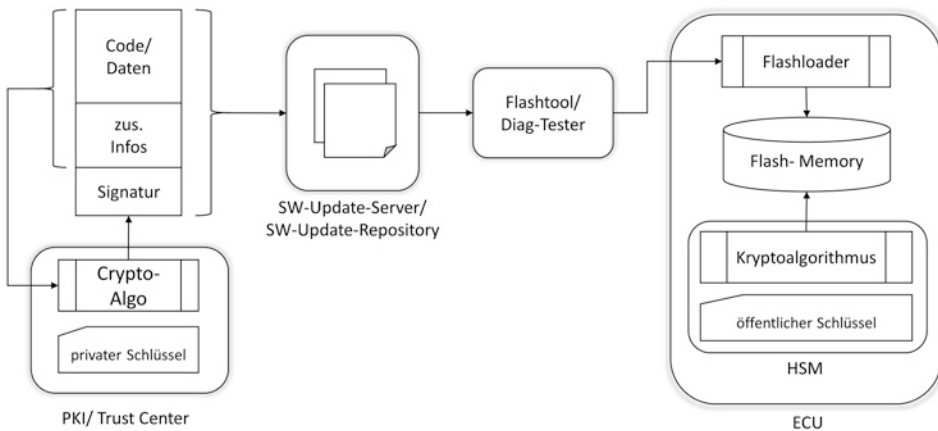 Code/
Daten
zus.
Infos
Signatur
Crypto-
Algo
privater Schlüssel
PKI/ Trust Center
SW-Update-Server/
SW-Update-Repository
Flashtool/
Diag-Tester
Flashloader
Flash- Memory
Kryptoalgorithmus
öffentlicher Schlüssel
HSM
ECU